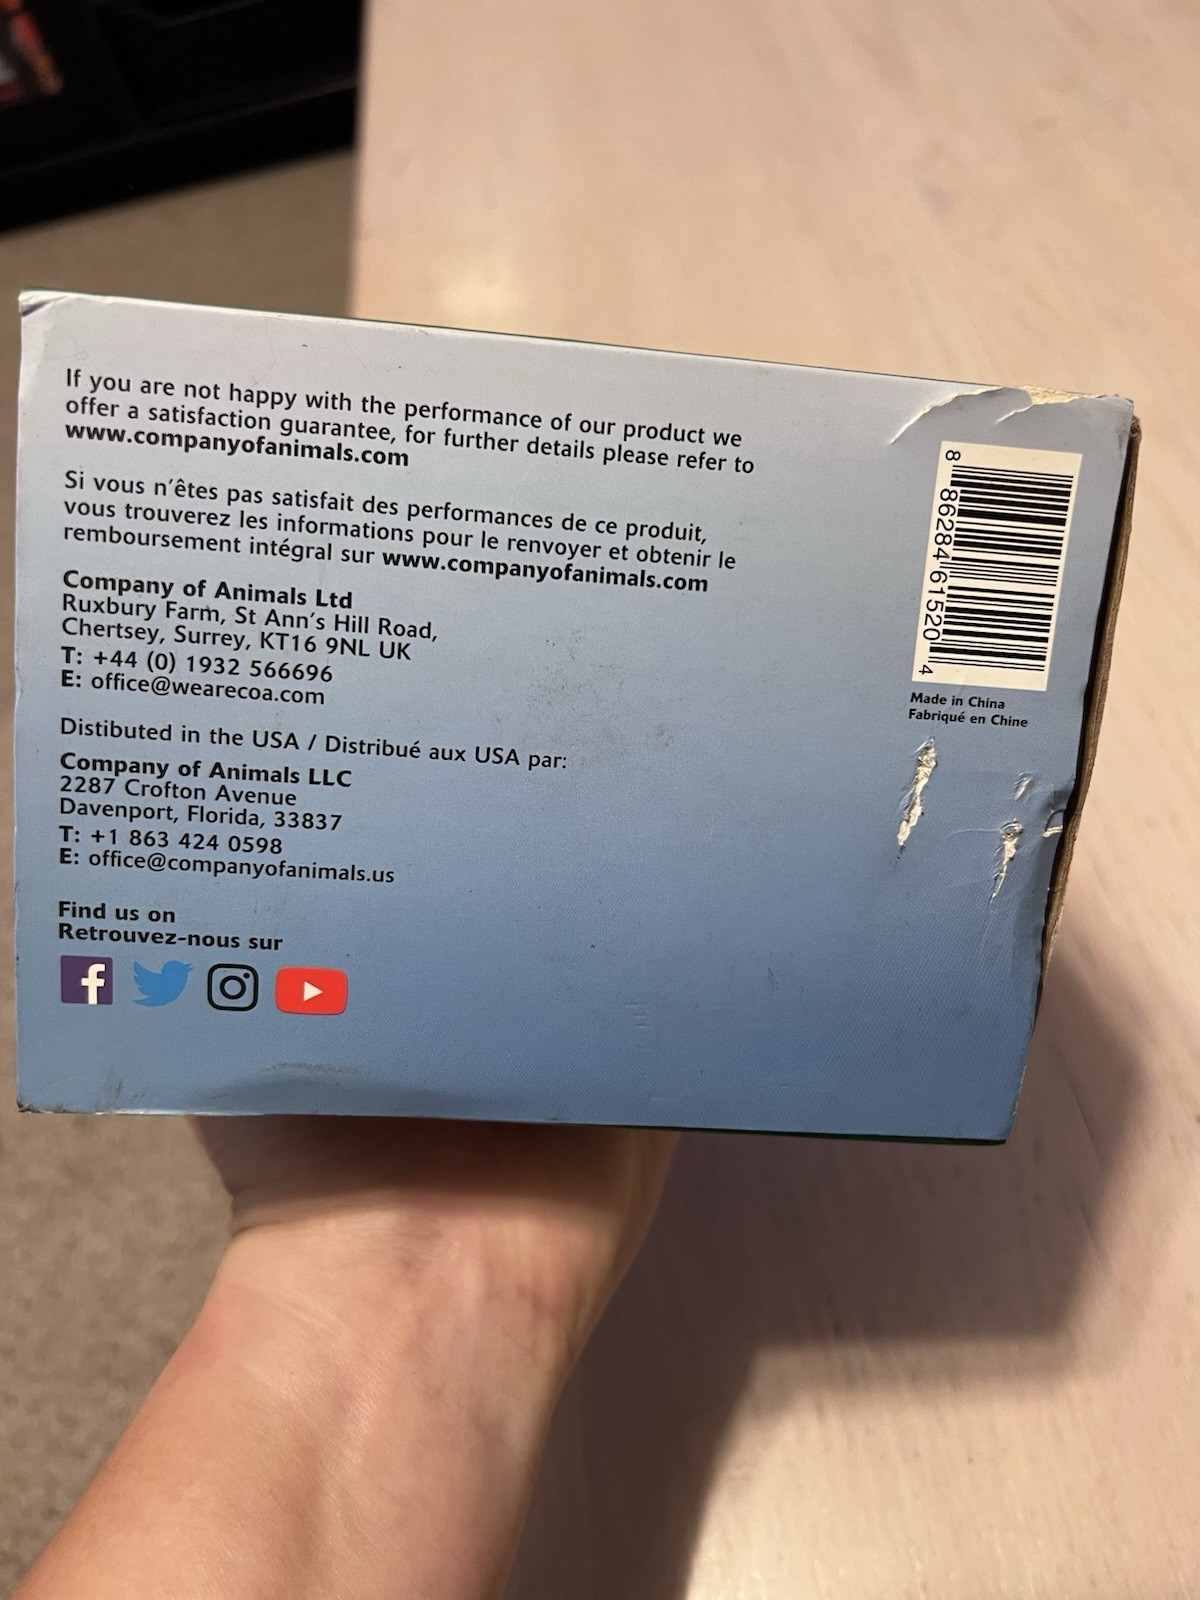 If you are not happy with the performance of our product we
offer a satisfaction guarantee, for further details please refer to
www.companyofanimals.com
Si vous n'êtes pas satisfait des performances de ce produit,
vous trouverez les informations pour le renvoyer et obtenir le
remboursement intégral sur www.companyofanimals.com
Company of Animals Ltd
Ruxbury Farm, St Ann's Hill Road,
Chertsey, Surrey, KT16 9NL UK
T: +44 (0) 1932 566696
E: office@wearecoa.com
Distibuted in the USA / Distribué aux USA par:
Company of Animals LLC
2287 Crofton Avenue
Davenport, Florida, 33837
T: +1 863 424 0598
E: office@companyofanimals.us
Find us on
Retrouvez-nous sur
8 86284 61520 4
Made in China
Fabriqué en Chine